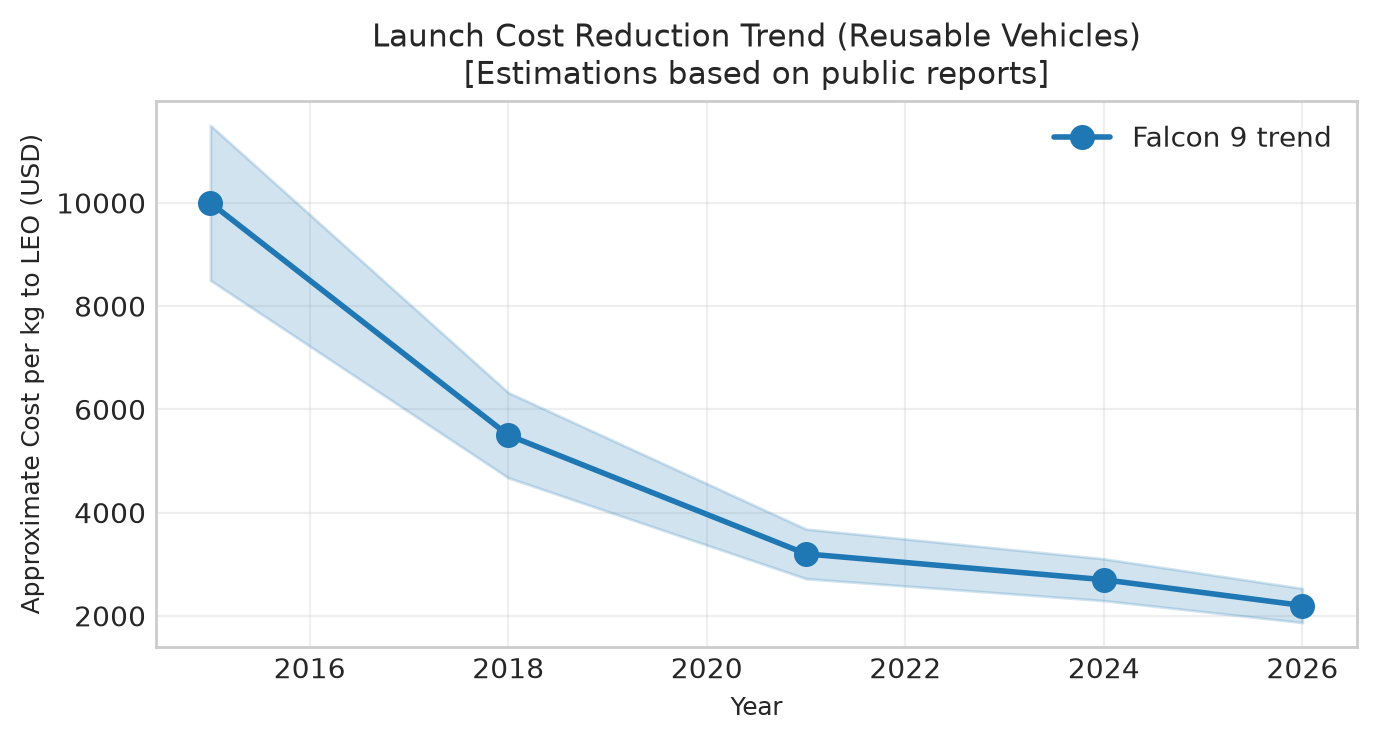 Launch Cost Reduction Trend (Reusable Vehicles)
[Estimations based on public reports]
Falcon 9 trend
Approximate Cost per kg to LEO (USD)
10000
8000
6000
4000
2000
2016
2018
2020
2022
2024
2026
Year